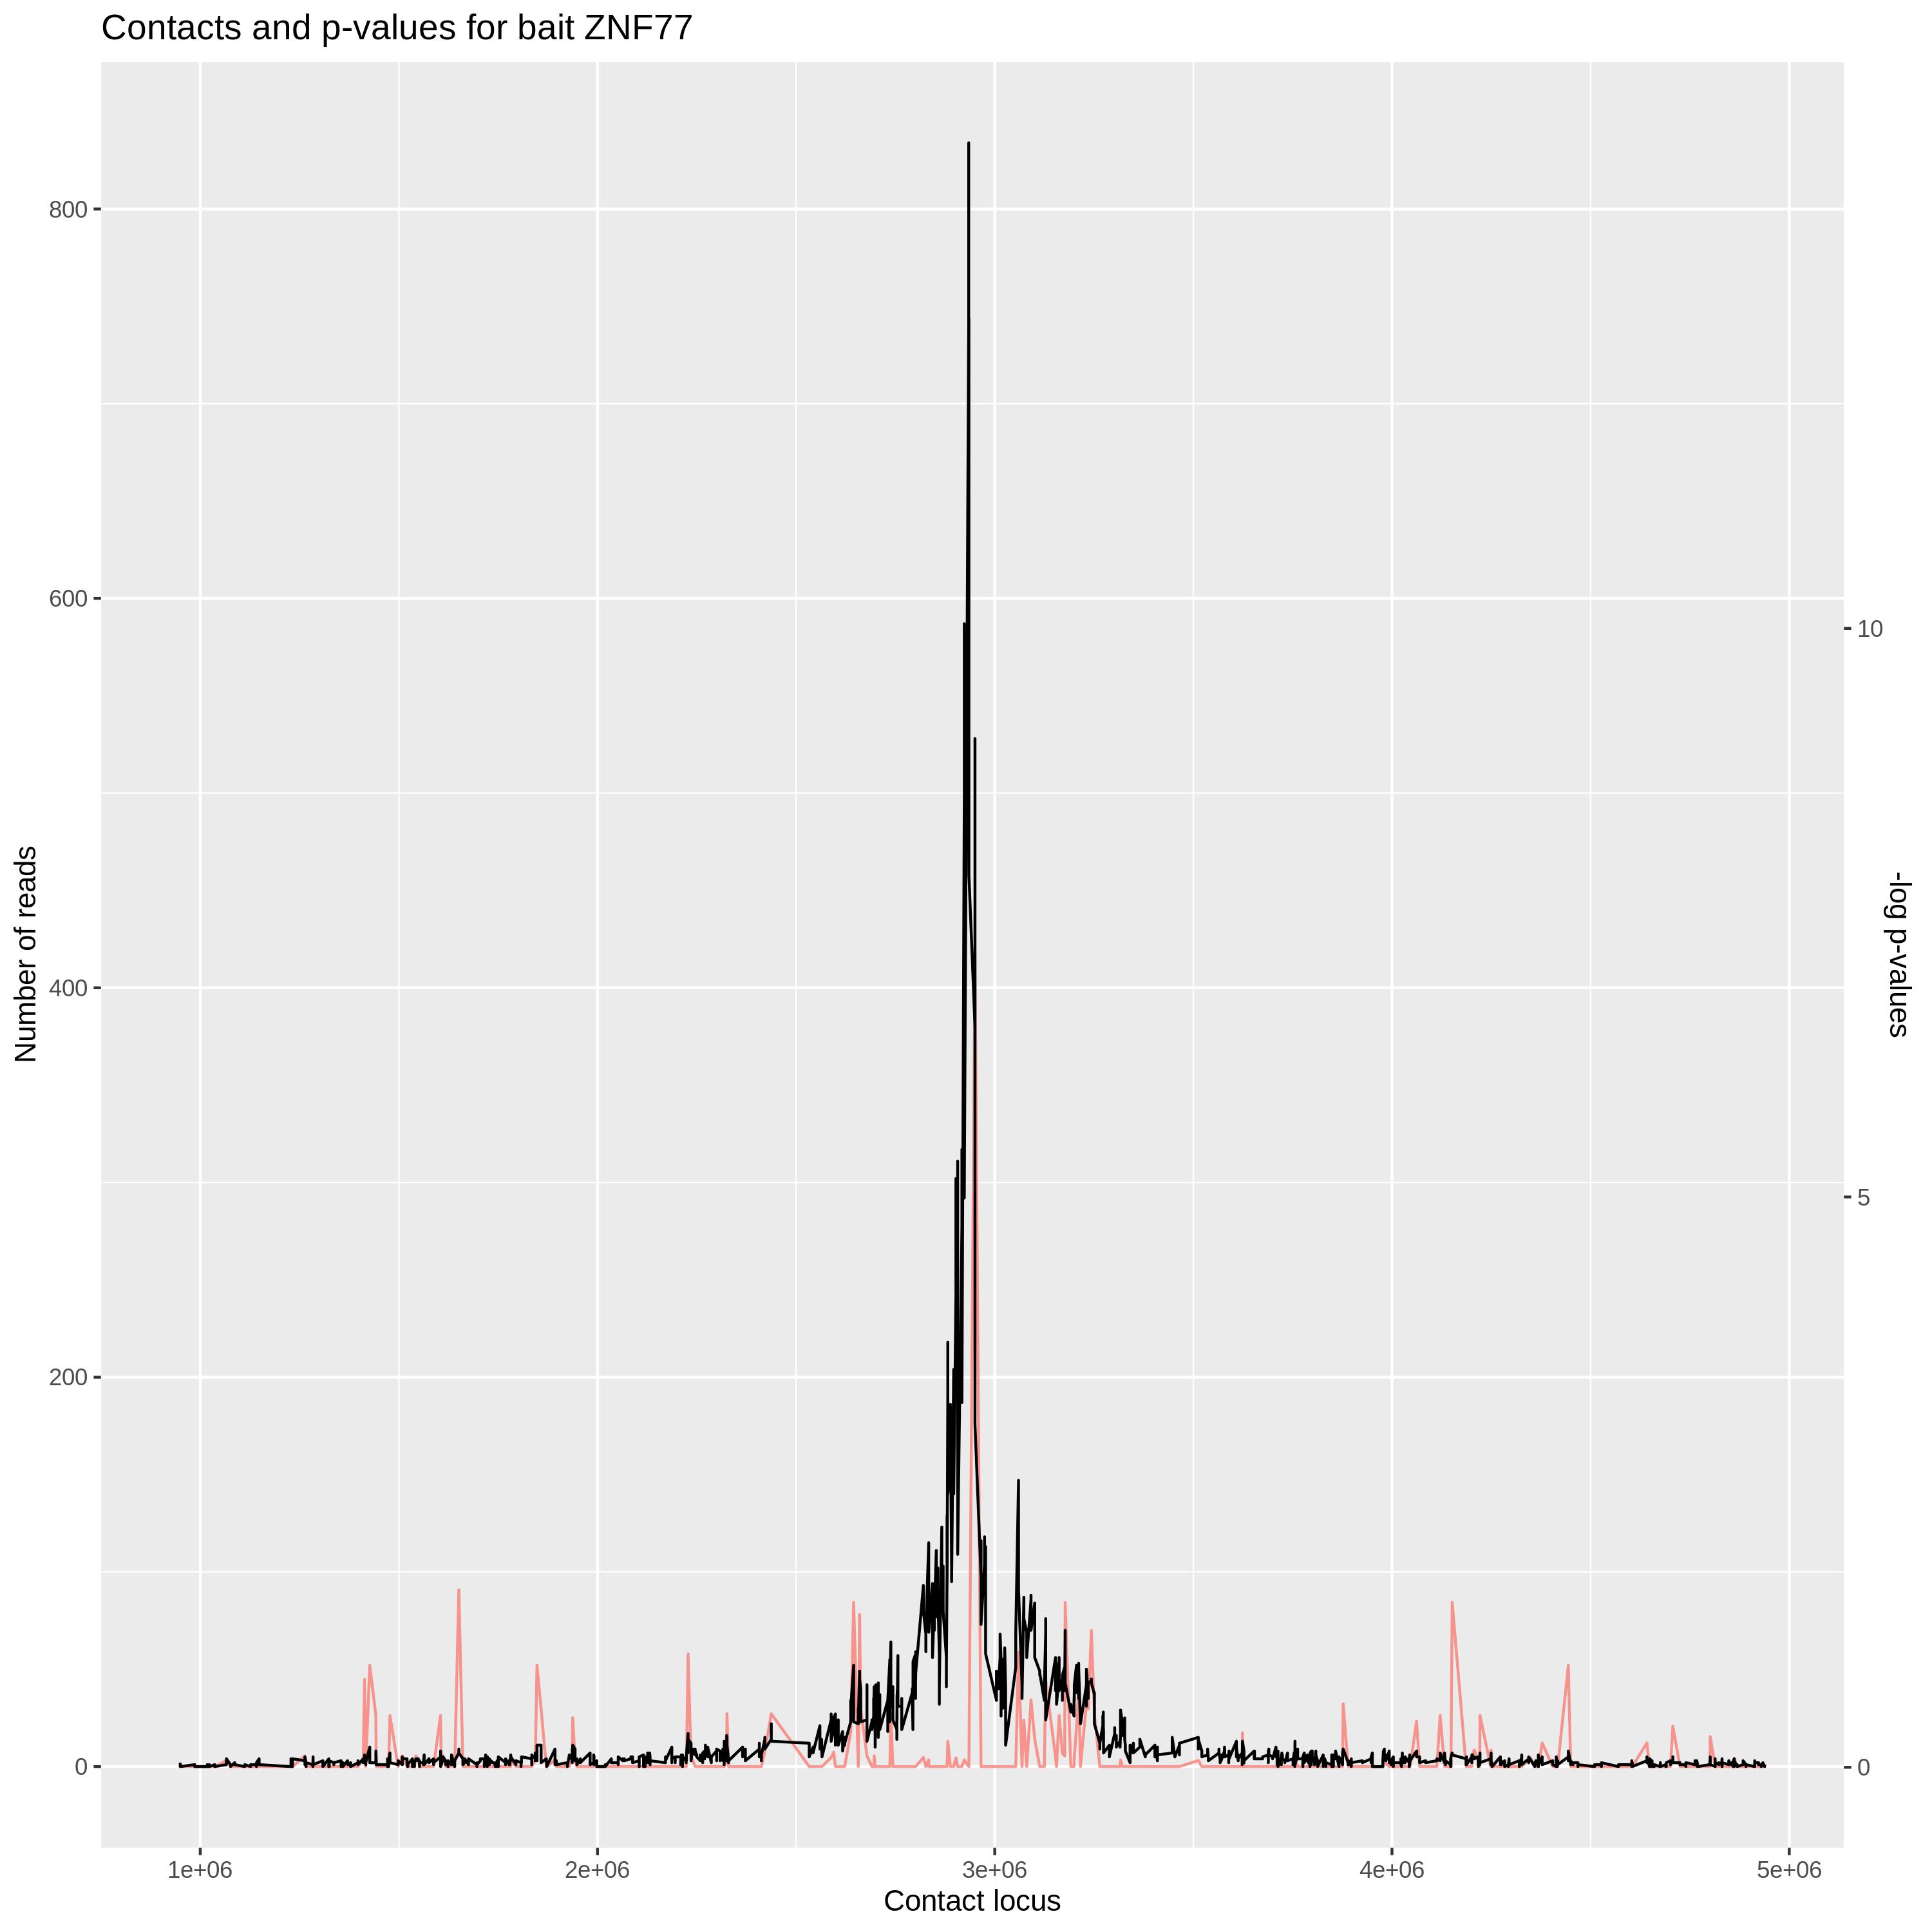 Contacts and p-values for bait ZNF77
800
600
400
200
0
Number of reads
10
5
0
-log p-values
1e+06 2e+06 3e+06 4e+06 5e+06
Contact locus